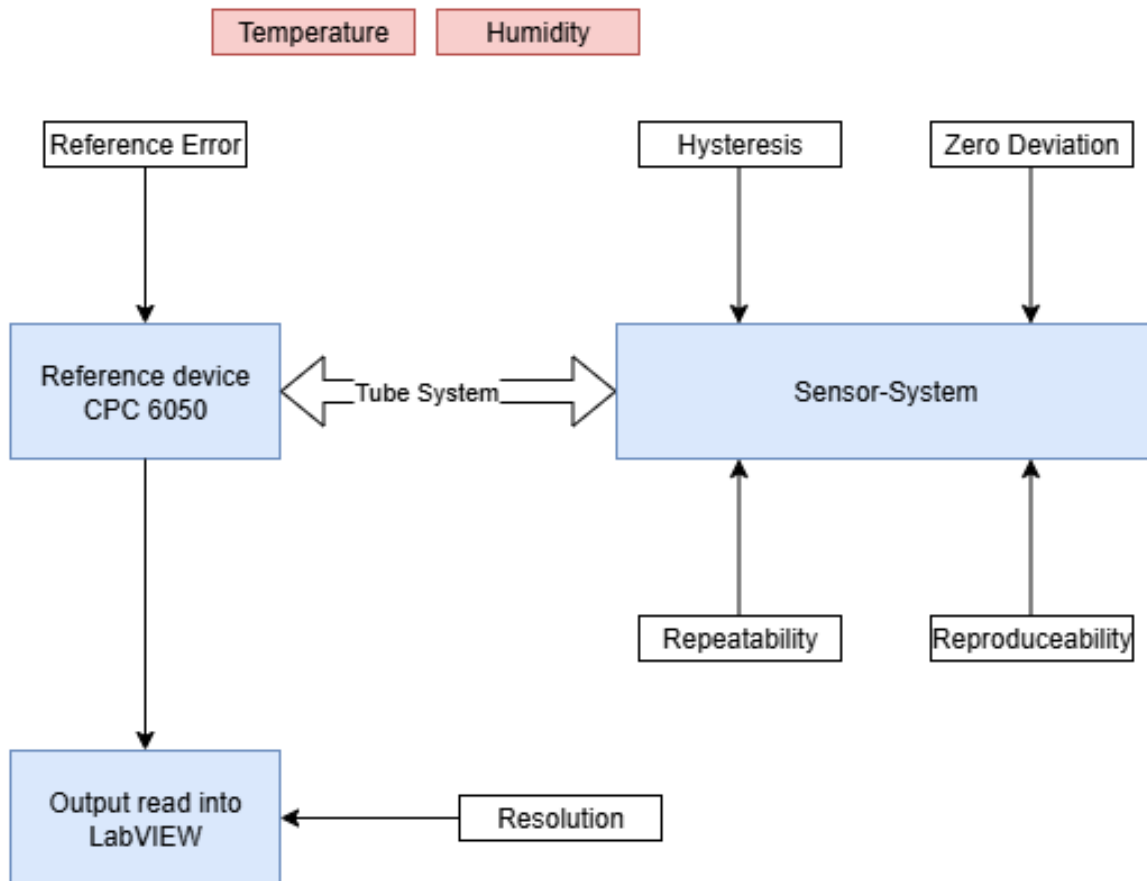 Temperature
Humidity
Reference Error
Hysteresis
Zero Deviation
Reference device
CPC 6050
Tube System
Sensor-System
Repeatability
Reproduceability
Output read into
LabVIEW
Resolution